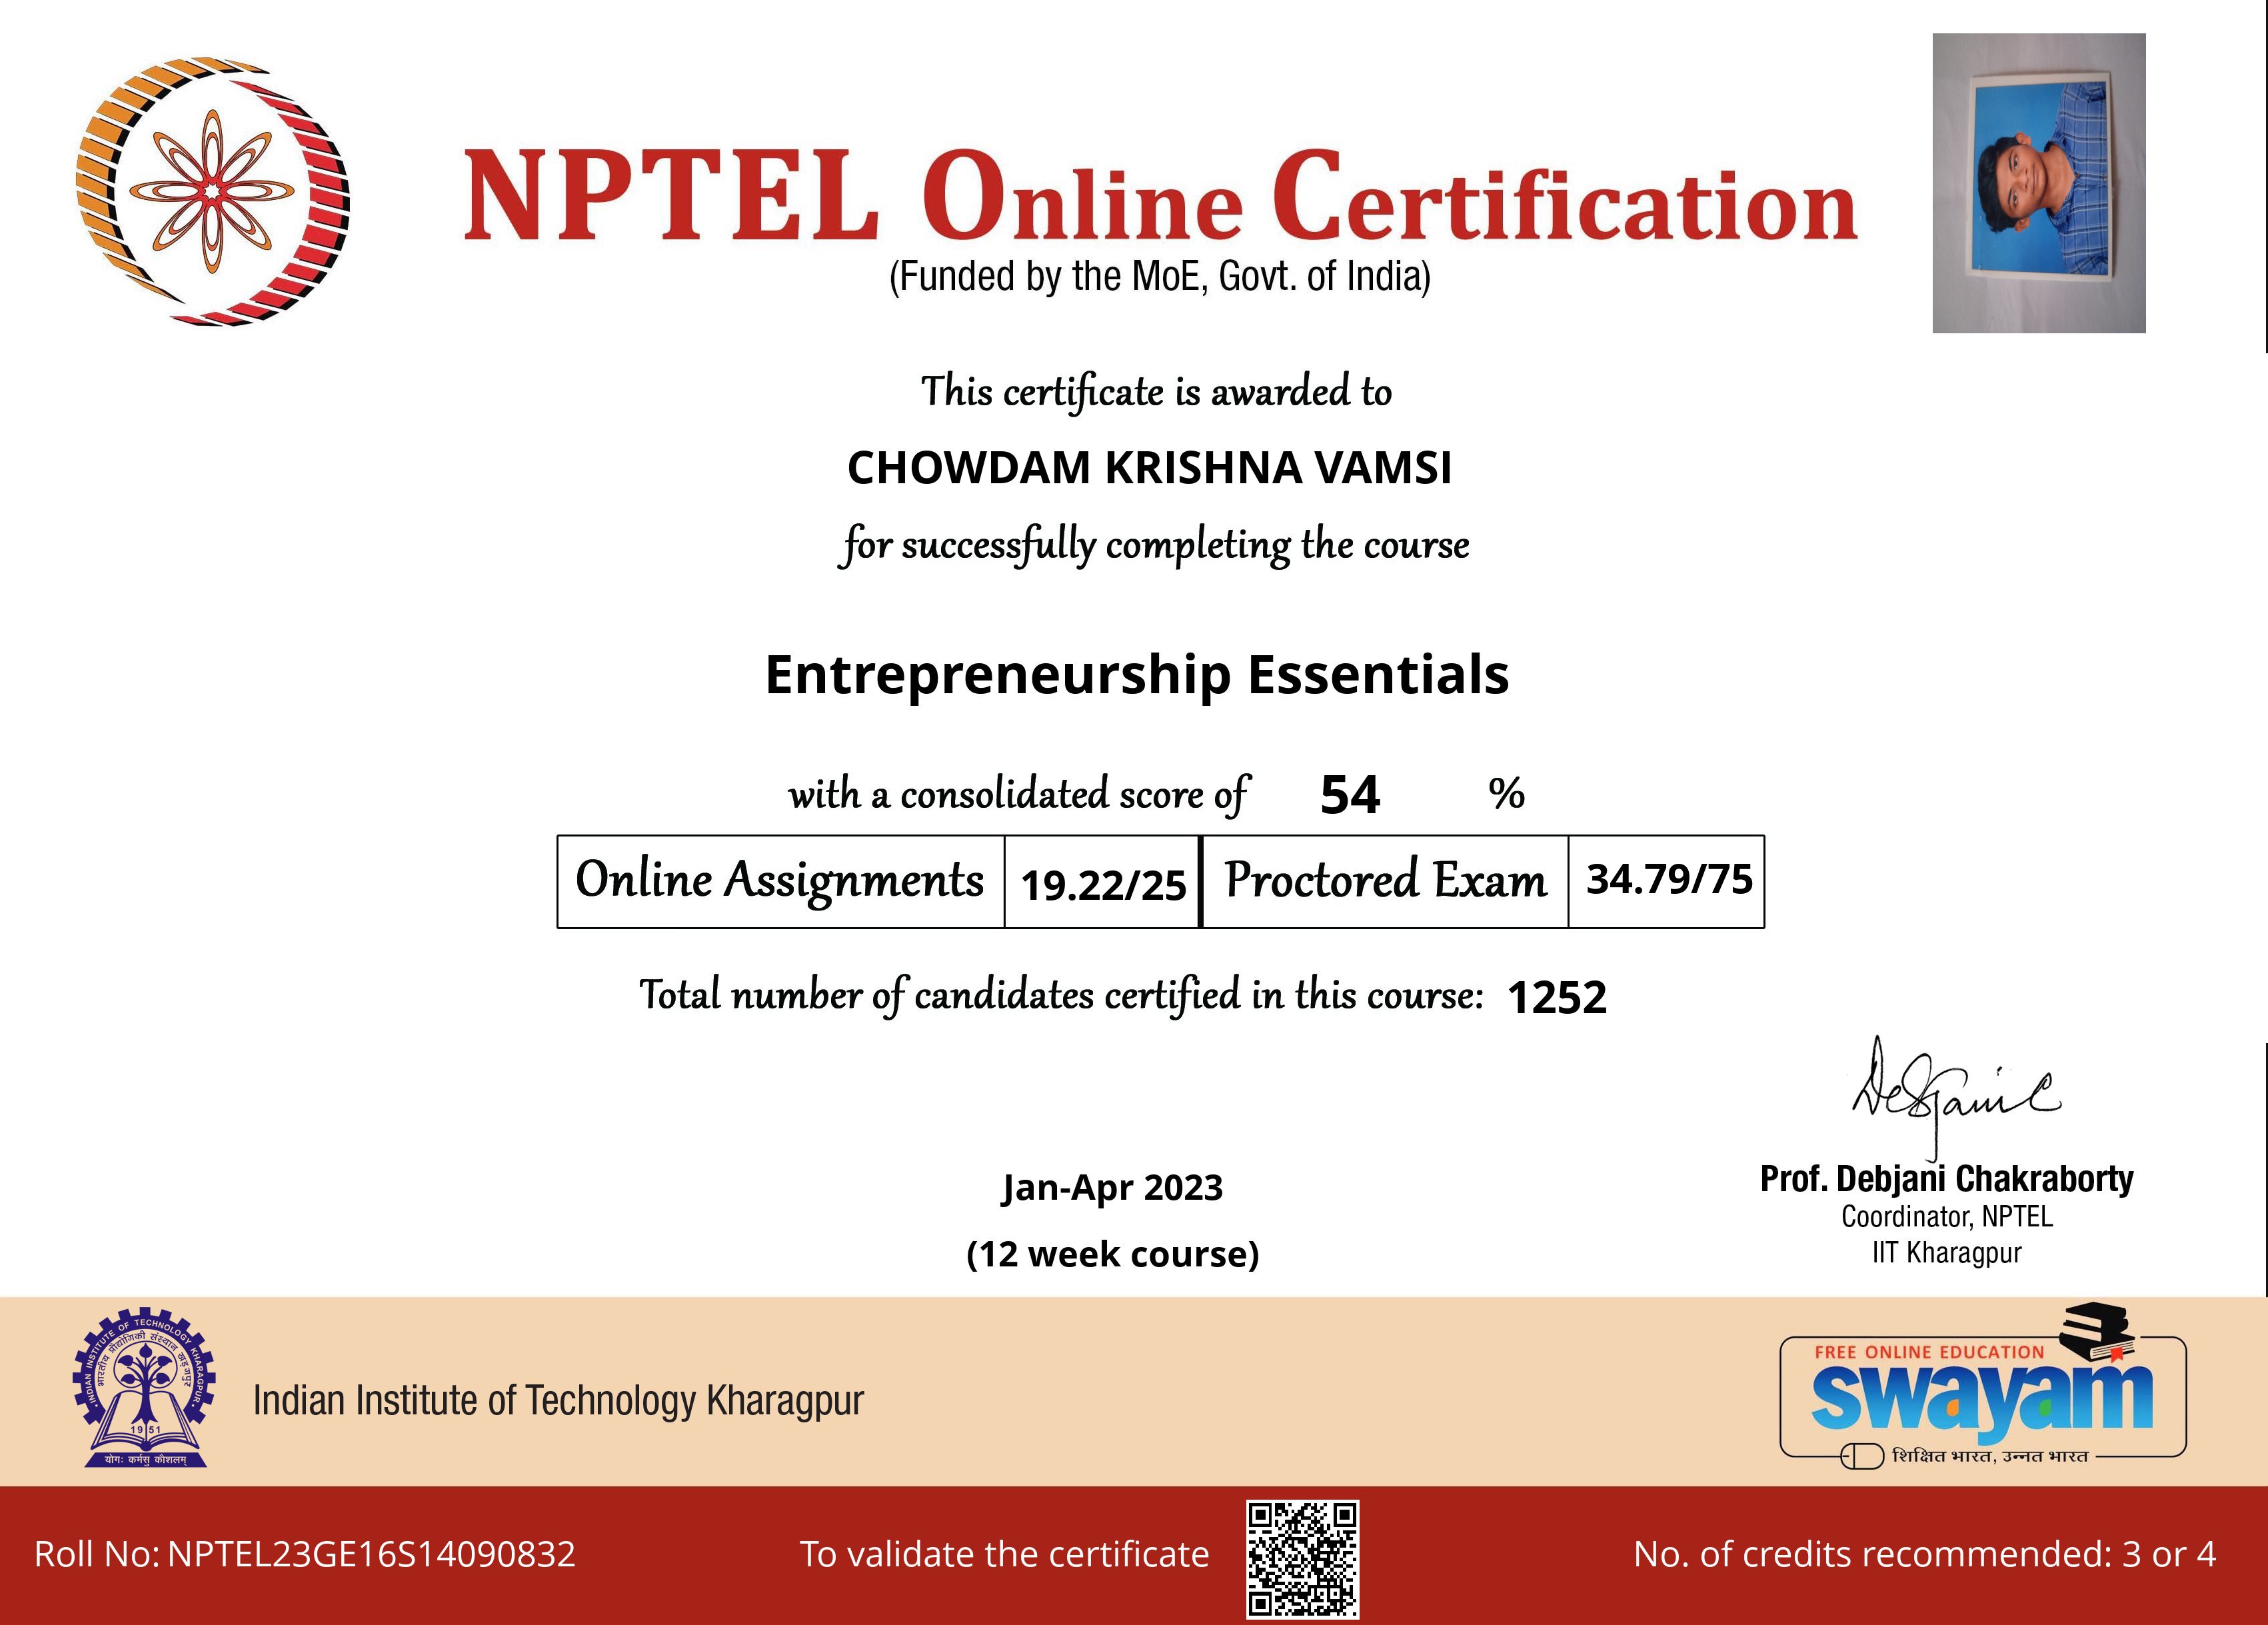 NPTEL Online Certification
(Funded by the MoE, Govt. of India)
This certificate is awarded to
CHOWDAM KRISHNA VAMSI
for successfully completing the course
Entrepreneurship Essentials
with a consolidated score of 54 %
Online Assignments 19.22/25 Proctored Exam 34.79/75
Total number of candidates certified in this course: 1252
Jan-Apr 2023
(12 week course)
Prof. Debjani Chakraborty
Coordinator, NPTEL
IIT Kharagpur
INDIAN INSTITUTE OF TECHNOLOGY KHARAGPUR
भारतीय प्रौद्योगिकी संस्थान खड़गपुर
1951
योगः कर्मसु कौशलम्
Indian Institute of Technology Kharagpur
FREE ONLINE EDUCATION
swayam
शिक्षित भारत, उन्नत भारत
Roll No: NPTEL23GE16S14090832
To validate the certificate
No. of credits recommended: 3 or 4